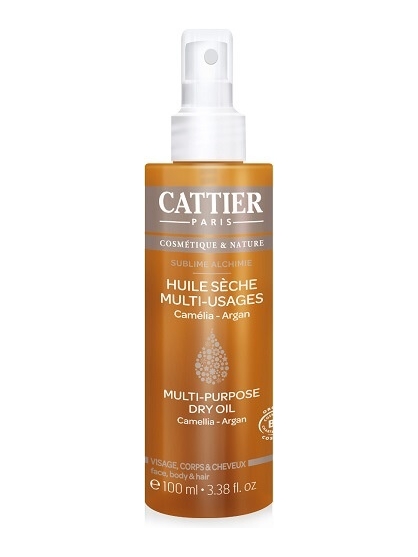 CATTIER
PARIS
COSMÉTIQUE & NATURE
SUBLIME ALCHIMIE
HUILE SÈCHE
MULTI-USAGES
Camélia - Argan
MULTI-PURPOSE
DRY OIL
Camellia - Argan
VISAGE, CORPS & CHEVEUX
face, body & hair
e 100 ml • 3.38 fl. oz